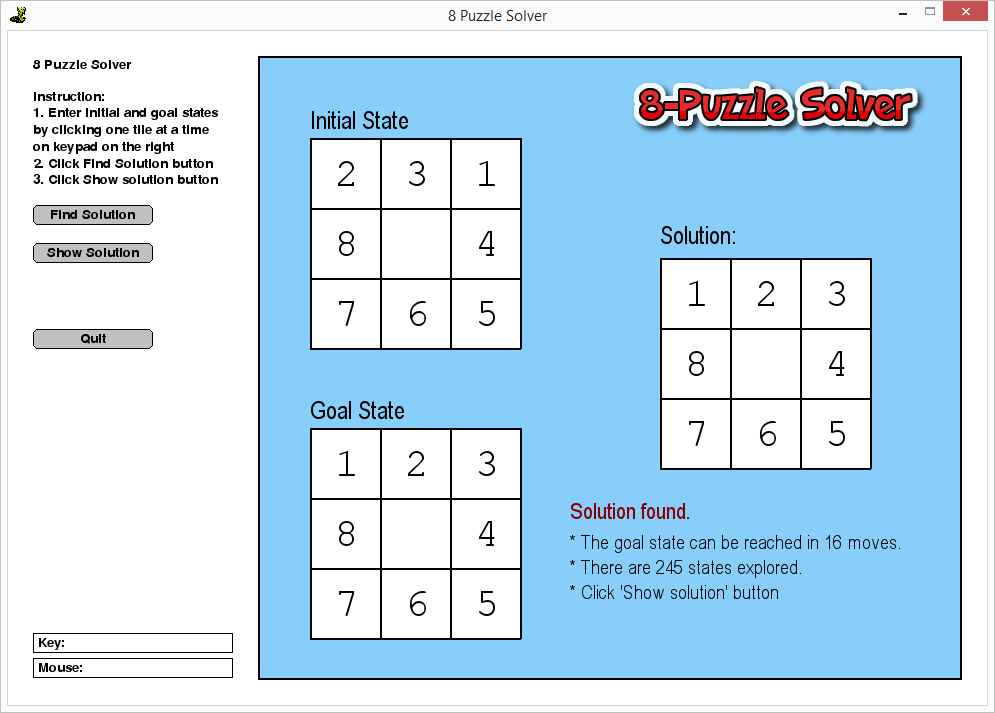 8 Puzzle Solver
8 Puzzle Solver
Instruction:
1. Enter initial and goal states
by clicking one tile at a time
on keypad on the right
2. Click Find Solution button
3. Click Show solution button
Find Solution
Show Solution
Quit
Key:
Mouse:
8-Puzzle Solver
Initial State
2 3 1
8 4
7 6 5
Goal State
1 2 3
8 4
7 6 5
Solution:
1 2 3
8 4
7 6 5
Solution found.
* The goal state can be reached in 16 moves.
* There are 245 states explored.
* Click 'Show solution' button